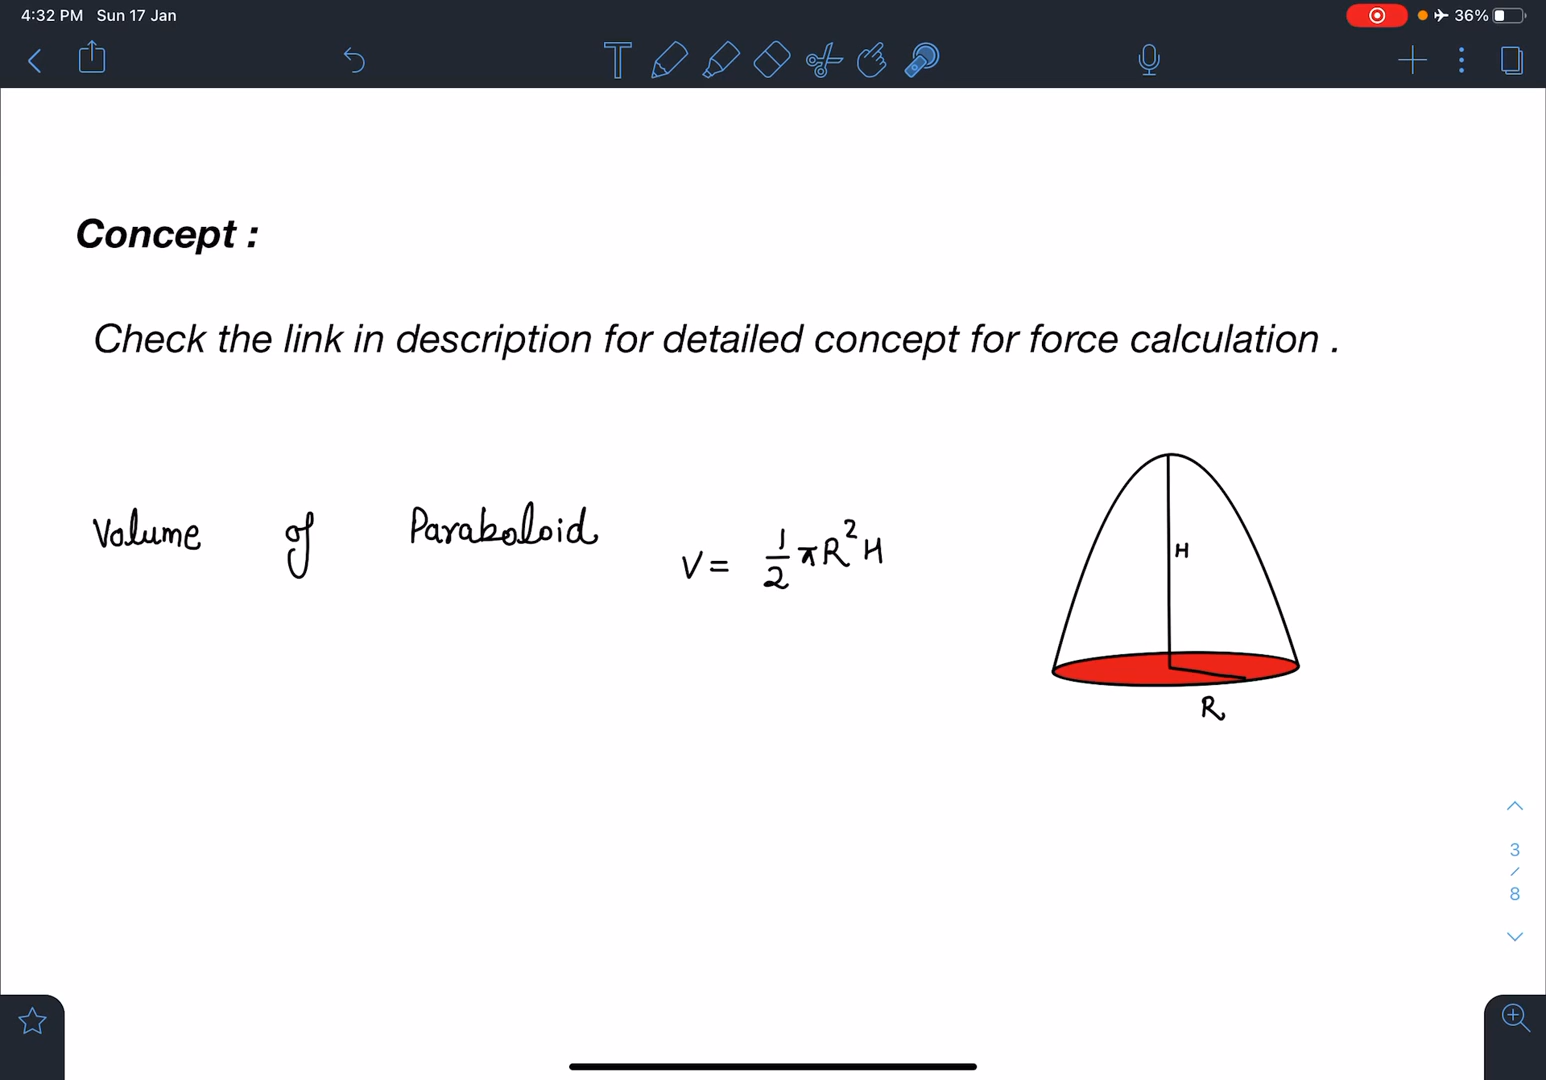 4:32 PM Sun 17 Jan
36%
T
Concept :
Check the link in description for detailed concept for force calculation .
Volume of Paraboloid V = 1/2 πR²H
H
R
3
/
8